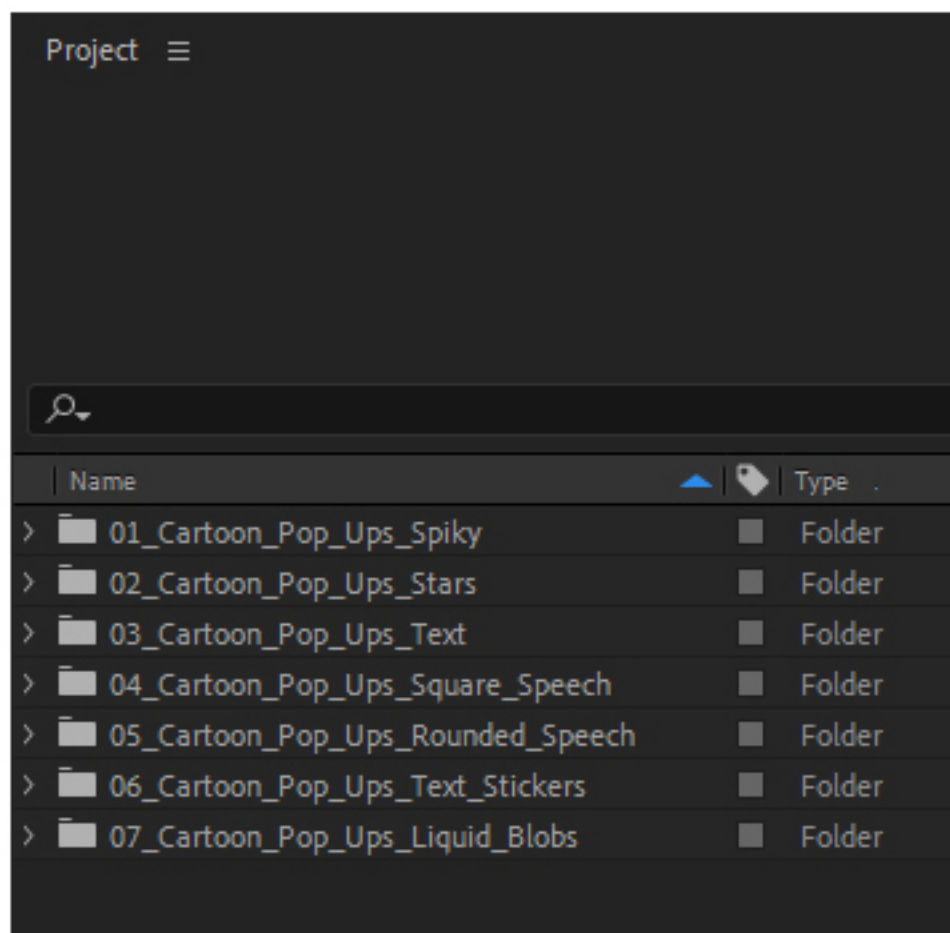 Project
Name Type
01_Cartoon_Pop_Ups_Spiky Folder
02_Cartoon_Pop_Ups_Stars Folder
03_Cartoon_Pop_Ups_Text Folder
04_Cartoon_Pop_Ups_Square_Speech Folder
05_Cartoon_Pop_Ups_Rounded_Speech Folder
06_Cartoon_Pop_Ups_Text_Stickers Folder
07_Cartoon_Pop_Ups_Liquid_Blobs Folder